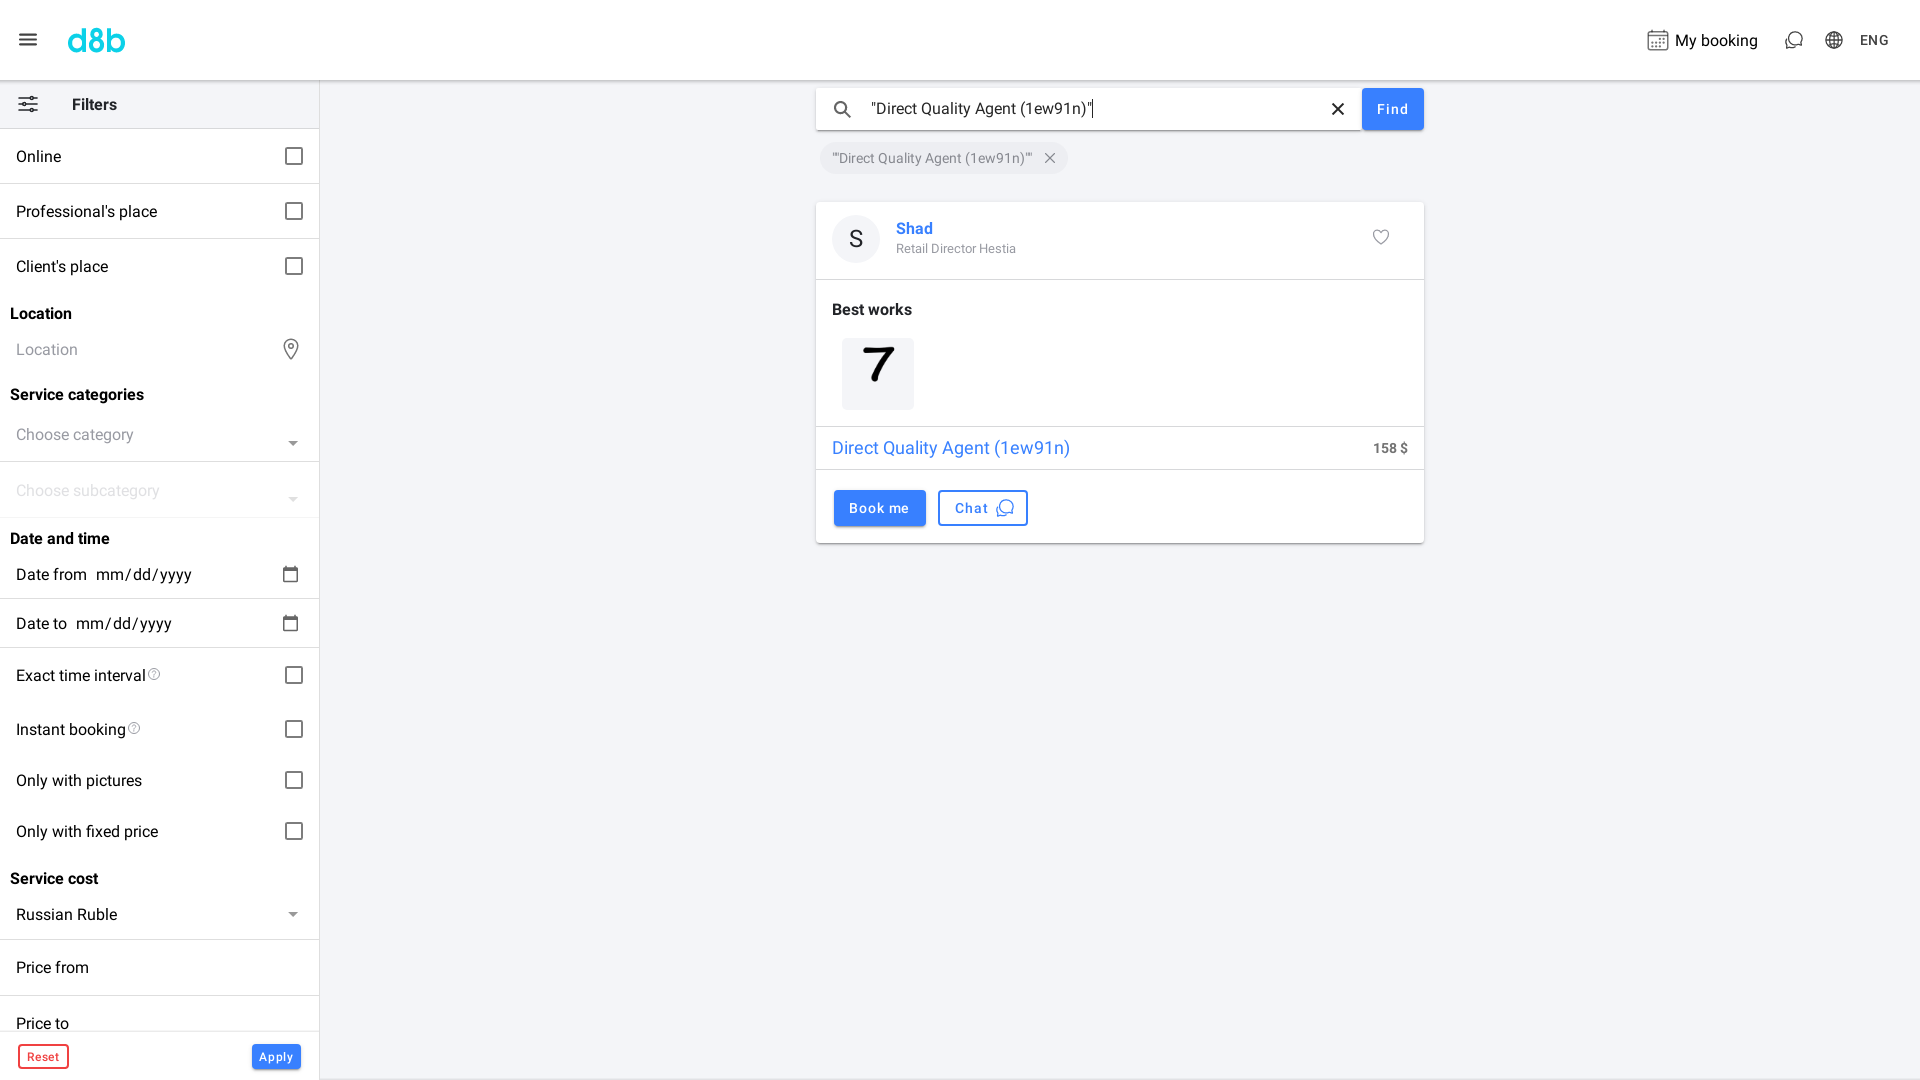 d8b
My booking
ENG
Filters
Online
Professional's place
Client's place
Location
Location
Service categories
Choose category
Choose subcategory
Date and time
Date from mm/dd/yyyy
Date to mm/dd/yyyy
Exact time interval
Instant booking
Only with pictures
Only with fixed price
Service cost
Russian Ruble
Price from
Price to
Reset
Apply
"Direct Quality Agent (1ew91n)"
Find
""Direct Quality Agent (1ew91n)""
S
Shad
Retail Director Hestia
Best works
7
Direct Quality Agent (1ew91n)
158 $
Book me
Chat